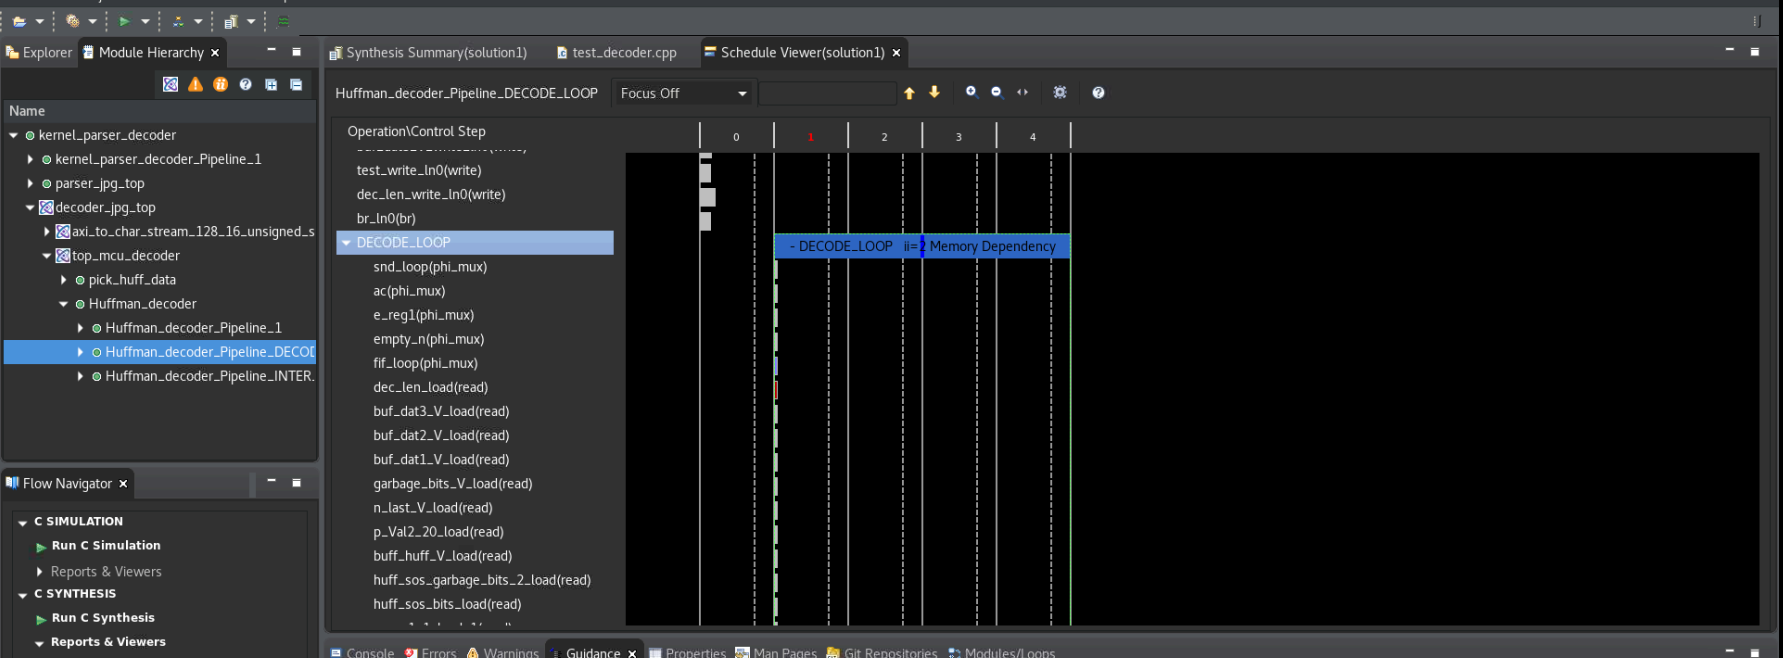 Explorer
Module Hierarchy
Synthesis Summary(solution1)
test_decoder.cpp
Schedule Viewer(solution1)
Huffman_decoder_Pipeline_DECODE_LOOP
Focus Off
Name
kernel_parser_decoder
kernel_parser_decoder_Pipeline_1
parser_jpg_top
decoder_jpg_top
axi_to_char_stream_128_16_unsigned_s
top_mcu_decoder
pick_huff_data
Huffman_decoder
Huffman_decoder_Pipeline_1
Huffman_decoder_Pipeline_DECOD
Huffman_decoder_Pipeline_INTER.
Operation\Control Step
0
1
2
3
4
test_write_ln0(write)
dec_len_write_ln0(write)
br_ln0(br)
DECODE_LOOP
- DECODE_LOOP ii=2 Memory Dependency
snd_loop(phi_mux)
ac(phi_mux)
e_reg1(phi_mux)
empty_n(phi_mux)
fif_loop(phi_mux)
dec_len_load(read)
buf_dat3_V_load(read)
buf_dat2_V_load(read)
buf_dat1_V_load(read)
garbage_bits_V_load(read)
n_last_V_load(read)
p_Val2_20_load(read)
buff_huff_V_load(read)
huff_sos_garbage_bits_2_load(read)
huff_sos_bits_load(read)
Flow Navigator
C SIMULATION
Run C Simulation
Reports & Viewers
C SYNTHESIS
Run C Synthesis
Reports & Viewers
Console
Errors
Warnings
Guidance
Properties
Man Pages
Git Repositories
Modules/Loops